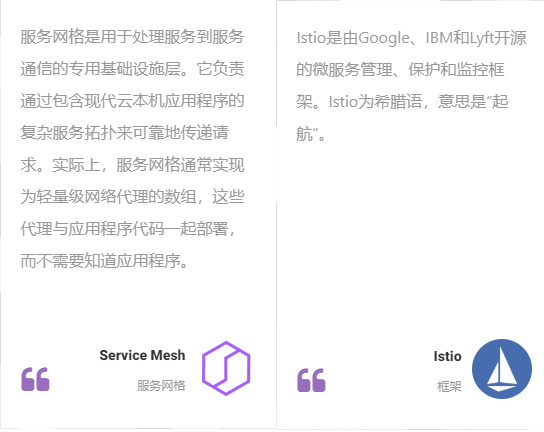 服务网格是用于处理服务到服务
通信的专用基础设施层。它负责
通过包含现代云本机应用程序的
复杂服务拓扑来可靠地传递请
求。实际上，服务网格通常实现
为轻量级网络代理的数组，这些
代理与应用程序代码一起部署，
而不需要知道应用程序。
Service Mesh
服务网格
Istio是由Google、IBM和Lyft开源
的微服务管理、保护和监控框
架。Istio为希腊语，意思是“起
航“。
Istio
框架